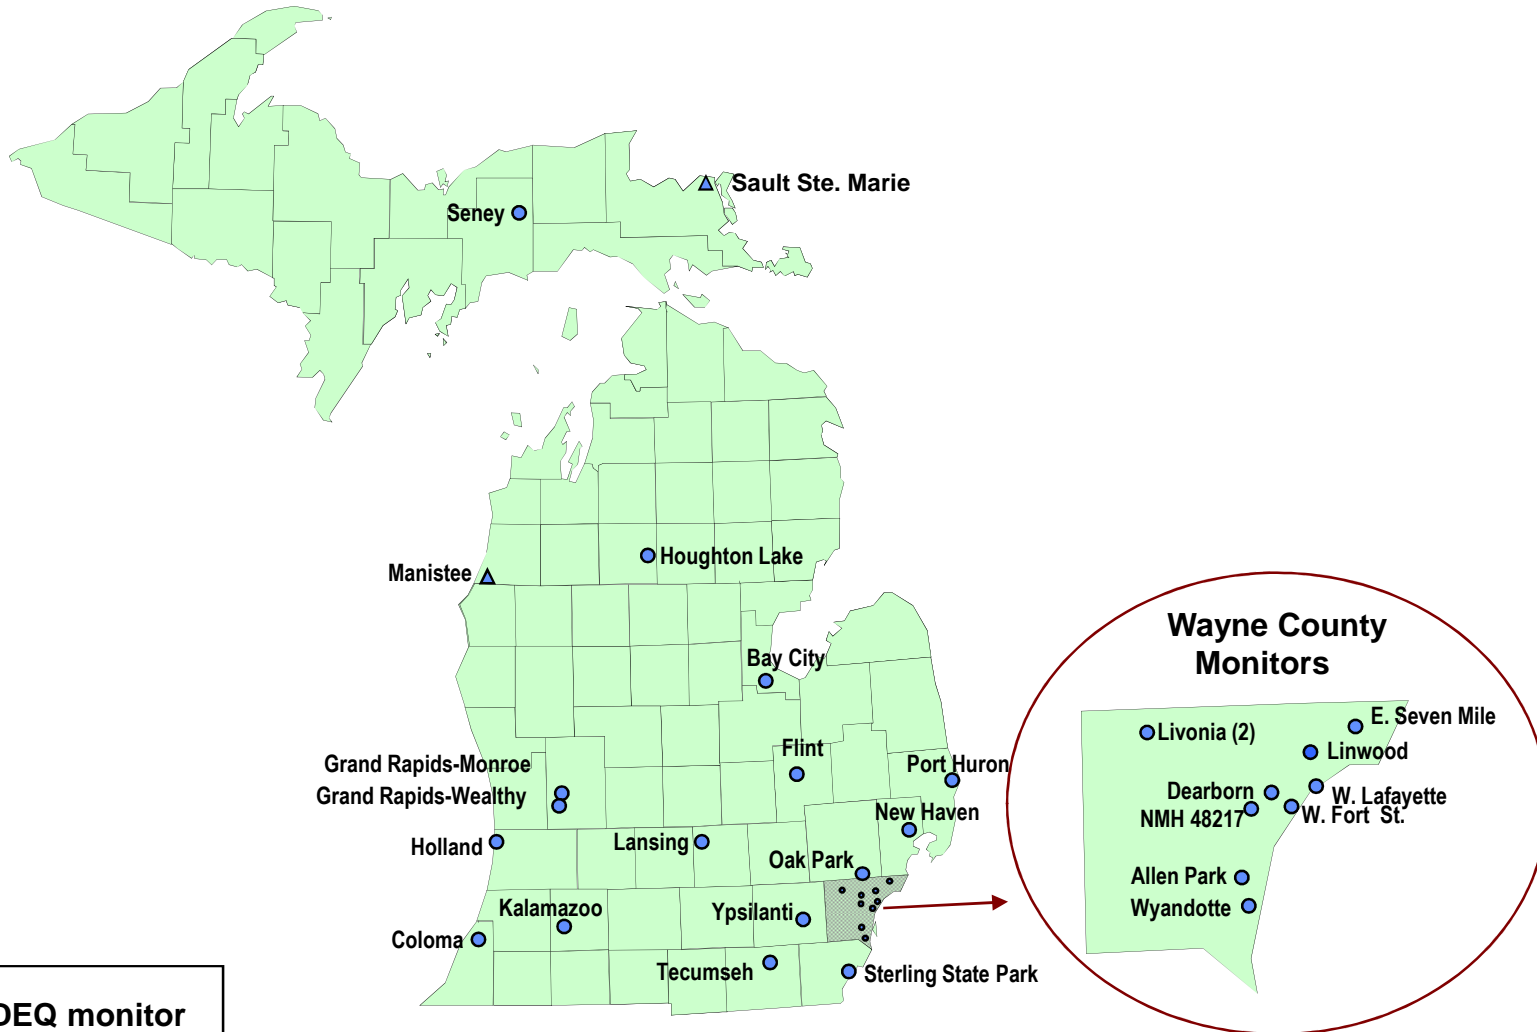 Sault Ste. Marie
Seney
Houghton Lake
Manistee
Bay City
Flint
Port Huron
Grand Rapids-Monroe
Grand Rapids-Wealthy
New Haven
Holland
Lansing
Oak Park
Kalamazoo
Ypsilanti
Coloma
Tecumseh
Sterling State Park
Wayne County
Monitors
E. Seven Mile
Livonia (2)
Linwood
Dearborn
W. Lafayette
NMH 48217
W. Fort St.
Allen Park
Wyandotte
DEQ monitor